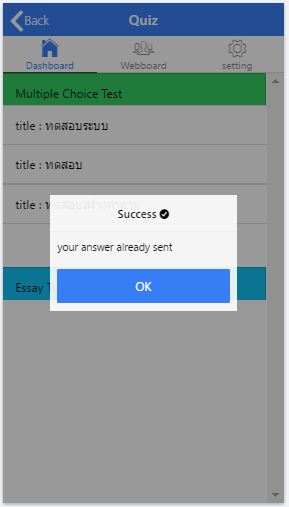 Back
Quiz
Dashboard
Webboard
setting
Multiple Choice Test
title : ทดสอบระบบ
title : ทดสอบ
title : ทดสอบสร้างคำถาม
Success
your answer already sent
OK
Essay